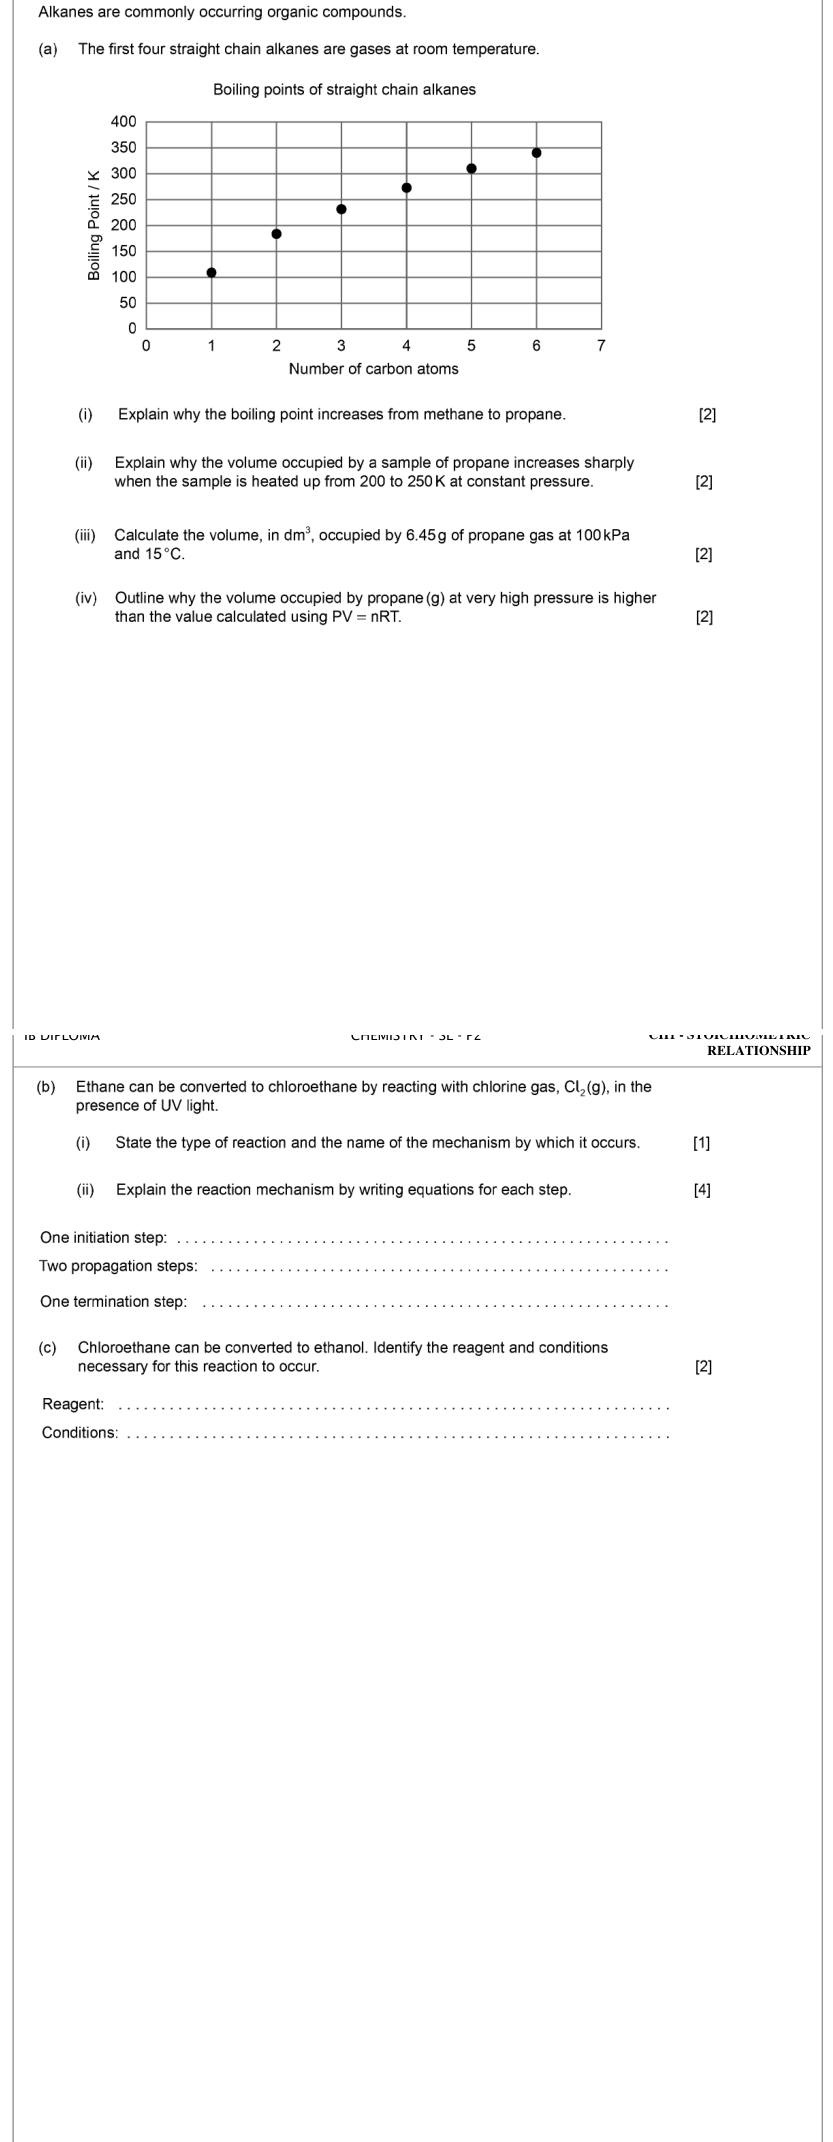 Alkanes are commonly occurring organic compounds.
(a) The first four straight chain alkanes are gases at room temperature.
Boiling points of straight chain alkanes
400
350
300
250
200
150
100
50
0
Boiling Point / K
0 1 2 3 4 5 6 7
Number of carbon atoms
(i) Explain why the boiling point increases from methane to propane. [2]
(ii) Explain why the volume occupied by a sample of propane increases sharply
when the sample is heated up from 200 to 250 K at constant pressure. [2]
(iii) Calculate the volume, in dm³, occupied by 6.45 g of propane gas at 100 kPa
and 15 °C. [2]
(iv) Outline why the volume occupied by propane (g) at very high pressure is higher
than the value calculated using PV = nRT. [2]
IB DIPLOMA CHEMISTRY - SL - P2 CH1 - STOICHIOMETRIC
RELATIONSHIP
(b) Ethane can be converted to chloroethane by reacting with chlorine gas, Cl₂(g), in the
presence of UV light.
(i) State the type of reaction and the name of the mechanism by which it occurs. [1]
(ii) Explain the reaction mechanism by writing equations for each step. [4]
One initiation step: . . . . . . . . . . . . . . . . . . . . . . . . . . . . . .
Two propagation steps: . . . . . . . . . . . . . . . . . . . . . . . . . . . . . .
One termination step: . . . . . . . . . . . . . . . . . . . . . . . . . . . . . .
(c) Chloroethane can be converted to ethanol. Identify the reagent and conditions
necessary for this reaction to occur. [2]
Reagent: . . . . . . . . . . . . . . . . . . . . . . . . . . . . . .
Conditions: . . . . . . . . . . . . . . . . . . . . . . . . . . . . . .